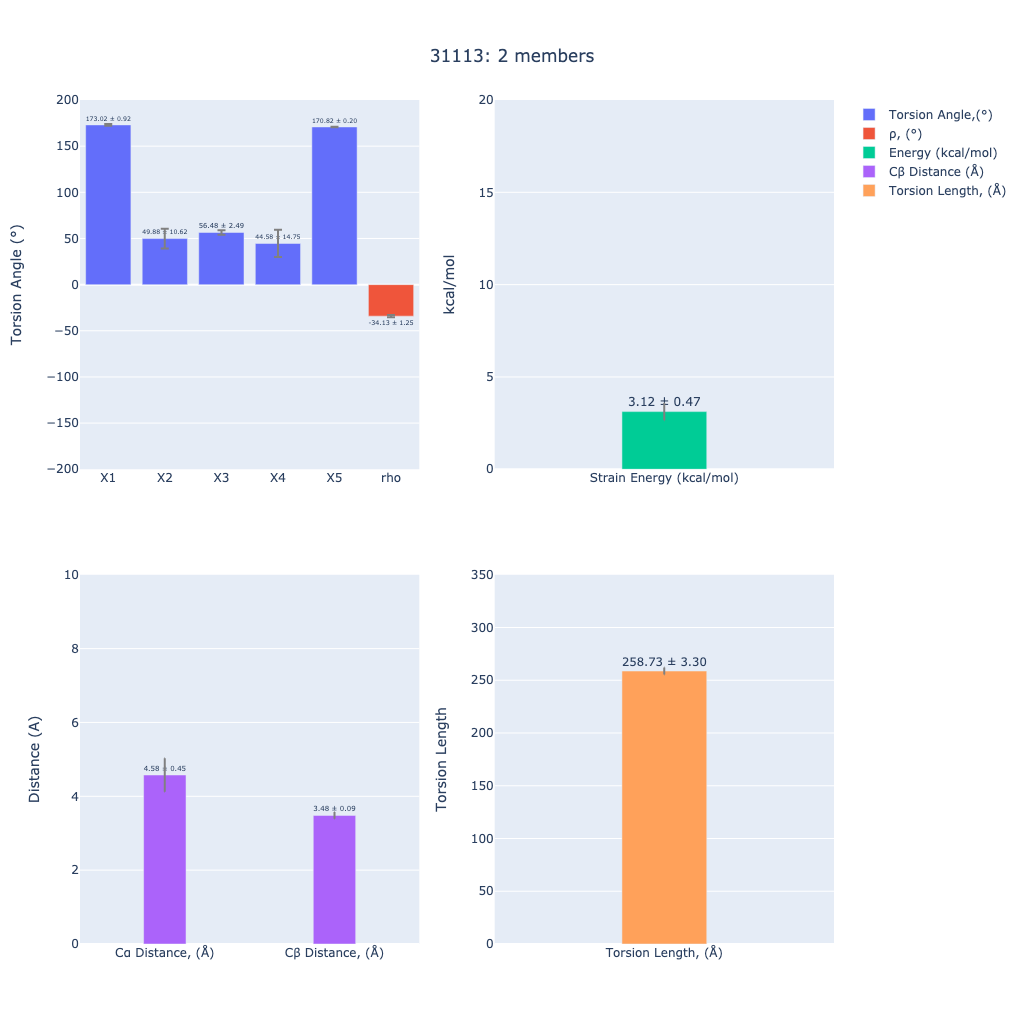 31113: 2 members
Torsion Angle (°)
200
150
100
50
0
−50
−100
−150
−200
173.02 ± 0.92
49.88 ± 10.62
56.48 ± 2.49
44.58 ± 14.75
170.82 ± 0.20
-34.13 ± 1.25
X1
X2
X3
X4
X5
rho
kcal/mol
20
15
10
5
0
3.12 ± 0.47
Strain Energy (kcal/mol)
Torsion Angle,(°)
ρ, (°)
Energy (kcal/mol)
Cβ Distance (Å)
Torsion Length, (Å)
Distance (A)
10
8
6
4
2
0
4.58 ± 0.45
3.48 ± 0.09
Cα Distance, (Å)
Cβ Distance, (Å)
Torsion Length
350
300
250
200
150
100
50
0
258.73 ± 3.30
Torsion Length, (Å)